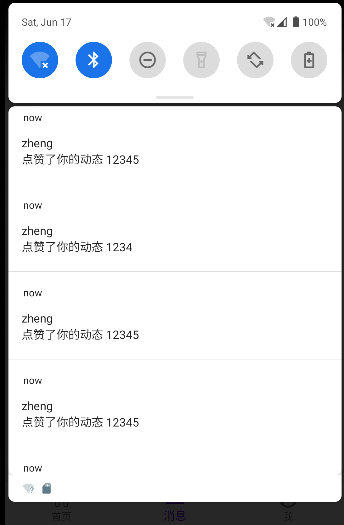 Sat, Jun 17
100%
now
zheng
点赞了你的动态 12345
now
zheng
点赞了你的动态 1234
now
zheng
点赞了你的动态 12345
now
zheng
点赞了你的动态 12345
now
首页
消息
我